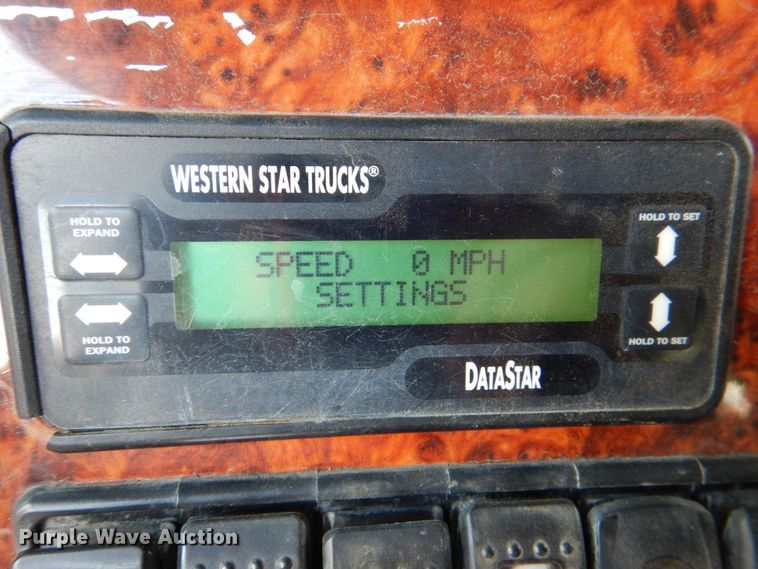 WESTERN STAR TRUCKS®
HOLD TO
EXPAND
HOLD TO SET
SPEED 0 MPH
SETTINGS
HOLD TO
EXPAND
HOLD TO SET
DATASTAR
Purple Wave Auction®